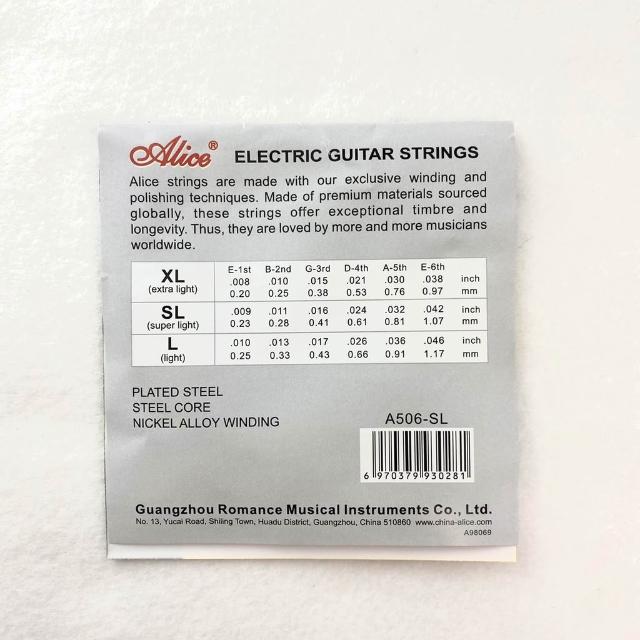 Alice® ELECTRIC GUITAR STRINGS
Alice strings are made with our exclusive winding and
polishing techniques. Made of premium materials sourced
globally, these strings offer exceptional timbre and
longevity. Thus, they are loved by more and more musicians
worldwide.
XL (extra light)
E-1st B-2nd G-3rd D-4th A-5th E-6th
.008 .010 .015 .021 .030 .038 inch
0.20 0.25 0.38 0.53 0.76 0.97 mm
SL (super light)
.009 .011 .016 .024 .032 .042 inch
0.23 0.28 0.41 0.61 0.81 1.07 mm
L (light)
.010 .013 .017 .026 .036 .046 inch
0.25 0.33 0.43 0.66 0.91 1.17 mm
PLATED STEEL
STEEL CORE
NICKEL ALLOY WINDING
A506-SL
6 970379 930281
Guangzhou Romance Musical Instruments Co., Ltd.
No. 13, Yucai Road, Shiling Town, Huadu District, Guangzhou, China 510860 www.china-alice.com
A98069